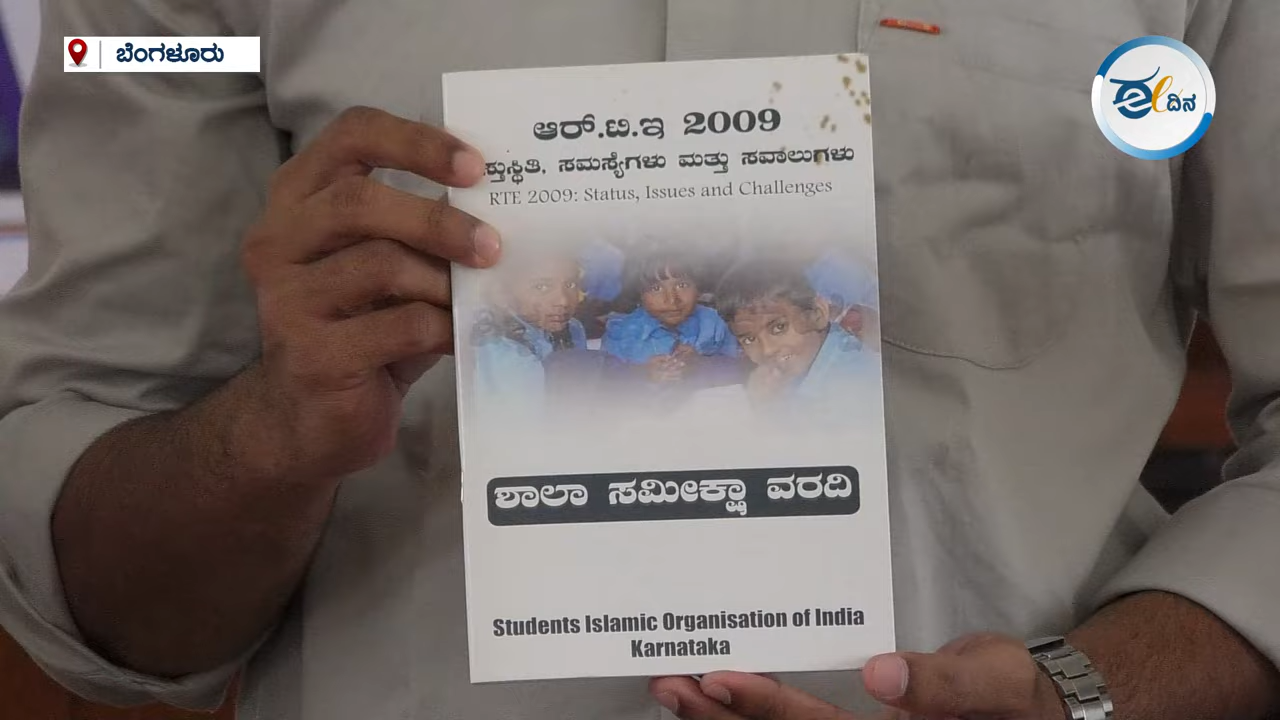 ಬೆಂಗಳೂರು
ಈ ದಿನ
ಆರ್.ಟಿ.ಇ 2009
ಸಮಸ್ಯೆಗಳು ಮತ್ತು ಸವಾಲುಗಳು
RTE 2009: Status, Issues and Challenges
ಶಾಲಾ ಸಮೀಕ್ಷಾ ವರದಿ
Students Islamic Organisation of India
Karnataka